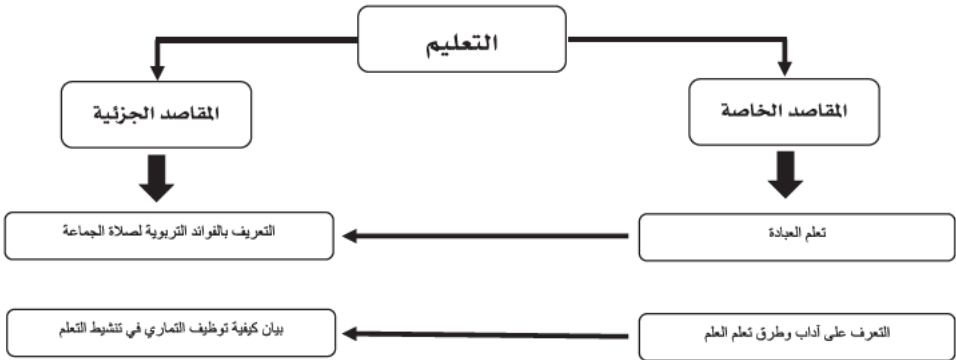 التعليم
المقاصد الخاصة
المقاصد الجزئية
تعلم العبادة
التعريف بالفوائد التربوية لصلاة الجماعة
التعرف على آداب وطرق تعلم العلم
بيان كيفية توظيف التماري في تنشيط التعلم